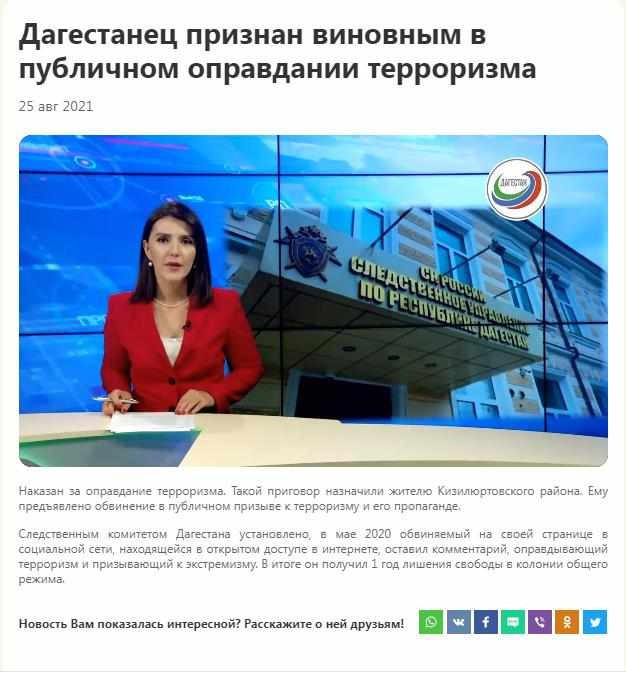 Дагестанец признан виновным в
публичном оправдании терроризма
25 авг 2021
ДАГЕСТАН
СК РОССИИ
СЛЕДСТВЕННОЕ УПРАВЛЕНИЕ
ПО РЕСПУБЛИКЕ ДАГЕСТАН
Наказан за оправдание терроризма. Такой приговор назначили жителю Кизилюртовского района. Ему
предъявлено обвинение в публичном призыве к терроризму и его пропаганде.
Следственным комитетом Дагестана установлено, в мае 2020 обвиняемый на своей странице в
социальной сети, находящейся в открытом доступе в интернете, оставил комментарий, оправдывающий
терроризм и призывающий к экстремизму. В итоге он получил 1 год лишения свободы в колонии общего
режима.
Новость Вам показалась интересной? Расскажите о ней друзьям!